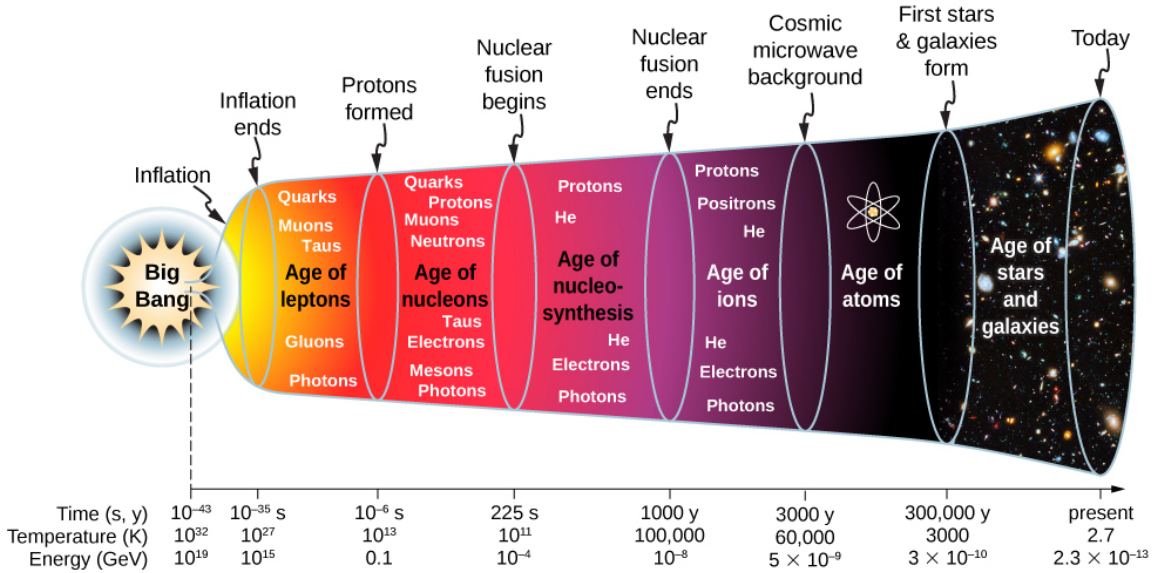 First stars
& galaxies
form
Cosmic
microwave
background
Today
Nuclear
fusion
begins
Nuclear
fusion
ends
Protons
formed
Inflation
ends
Inflation
Big
Bang
Quarks
Muons
Taus
Age of
leptons
Gluons
Photons
Quarks
Protons
Muons
Neutrons
Age of
nucleons
Taus
Electrons
Mesons
Photons
Protons
He
Age of
nucleo-
synthesis
He
Electrons
Photons
Protons
Positrons
He
Age of
ions
He
Electrons
Photons
Age of
atoms
Age of
stars
and
galaxies
Time (s, y) 10⁻⁴³ 10⁻³⁵ s 10⁻⁶ s 225 s 1000 y 3000 y 300,000 y present
Temperature (K) 10³² 10²⁷ 10¹³ 10¹¹ 100,000 60,000 3000 2.7
Energy (GeV) 10¹⁹ 10¹⁵ 0.1 10⁻⁴ 10⁻⁸ 5 × 10⁻⁹ 3 × 10⁻¹⁰ 2.3 × 10⁻¹³